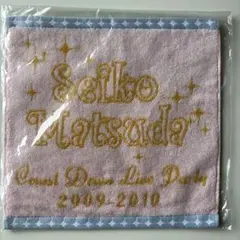 Seiko
Matsuda
Count Down Live Party
2009-2010